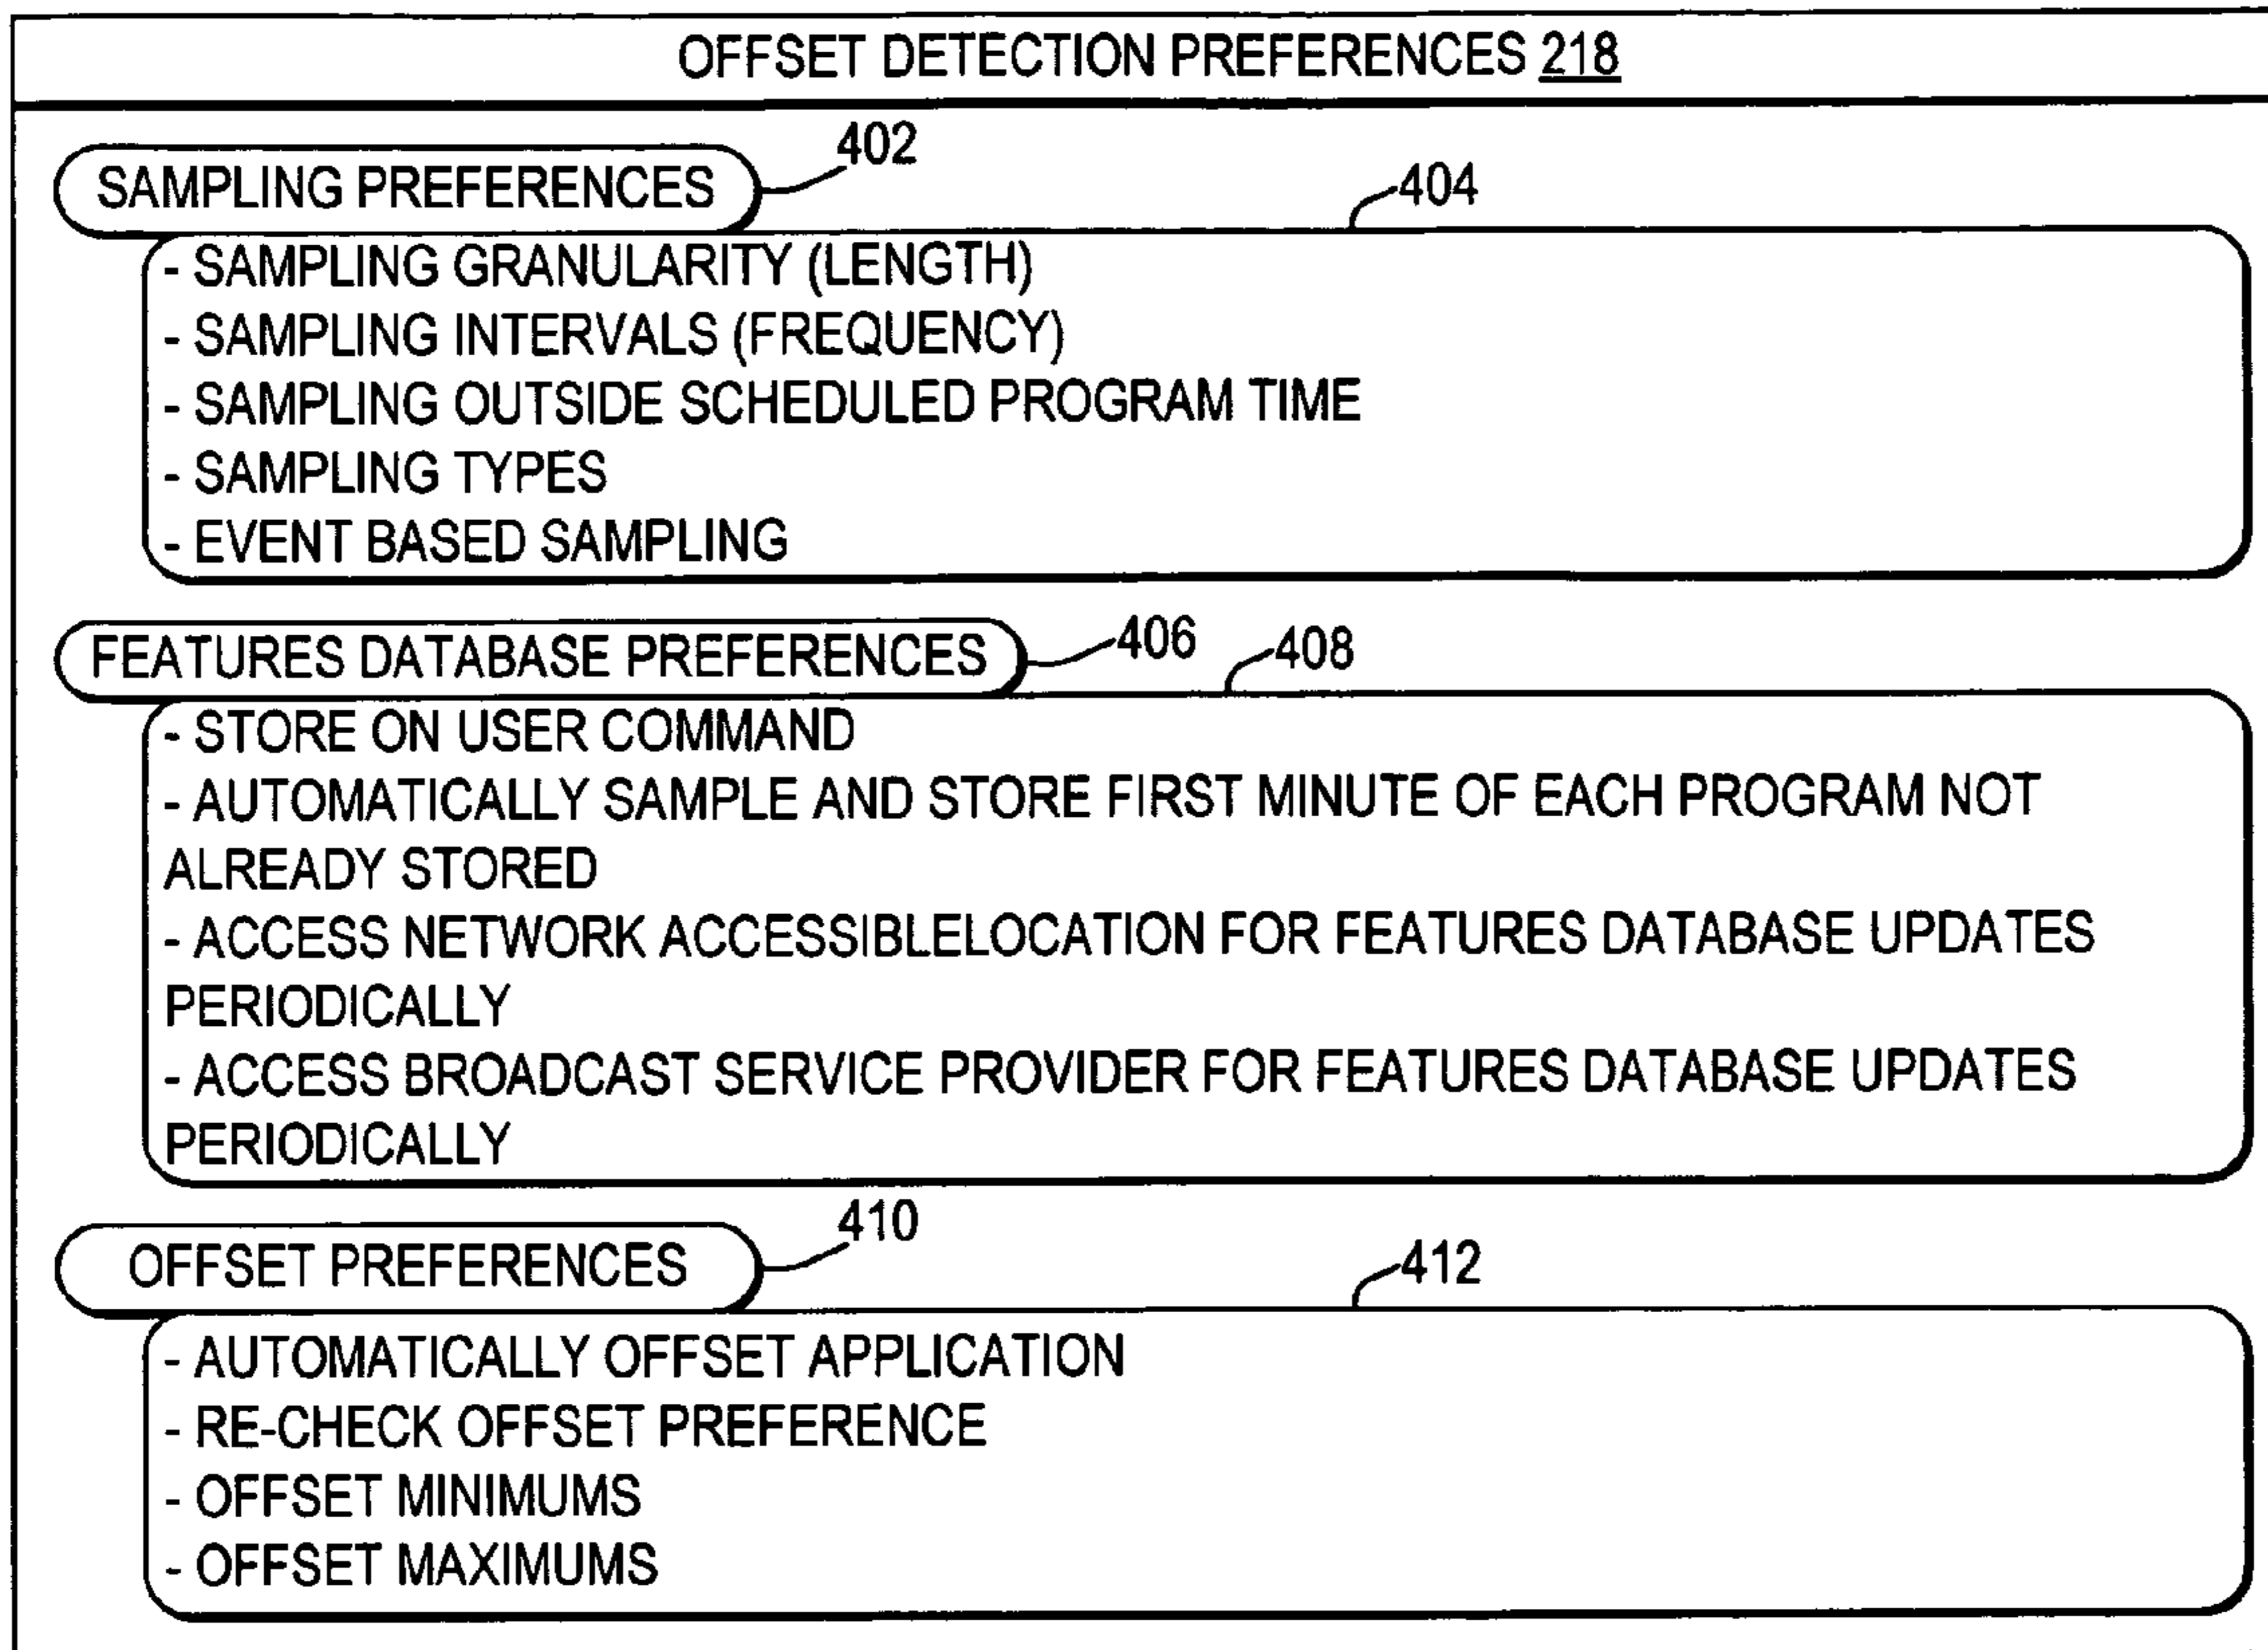 OFFSET DETECTION PREFERENCES 218
SAMPLING PREFERENCES
402
404
- SAMPLING GRANULARITY (LENGTH)
- SAMPLING INTERVALS (FREQUENCY)
- SAMPLING OUTSIDE SCHEDULED PROGRAM TIME
- SAMPLING TYPES
- EVENT BASED SAMPLING
FEATURES DATABASE PREFERENCES
406
408
- STORE ON USER COMMAND
- AUTOMATICALLY SAMPLE AND STORE FIRST MINUTE OF EACH PROGRAM NOT
ALREADY STORED
- ACCESS NETWORK ACCESSIBLELOCATION FOR FEATURES DATABASE UPDATES
PERIODICALLY
- ACCESS BROADCAST SERVICE PROVIDER FOR FEATURES DATABASE UPDATES
PERIODICALLY
OFFSET PREFERENCES
410
412
- AUTOMATICALLY OFFSET APPLICATION
- RE-CHECK OFFSET PREFERENCE
- OFFSET MINIMUMS
- OFFSET MAXIMUMS